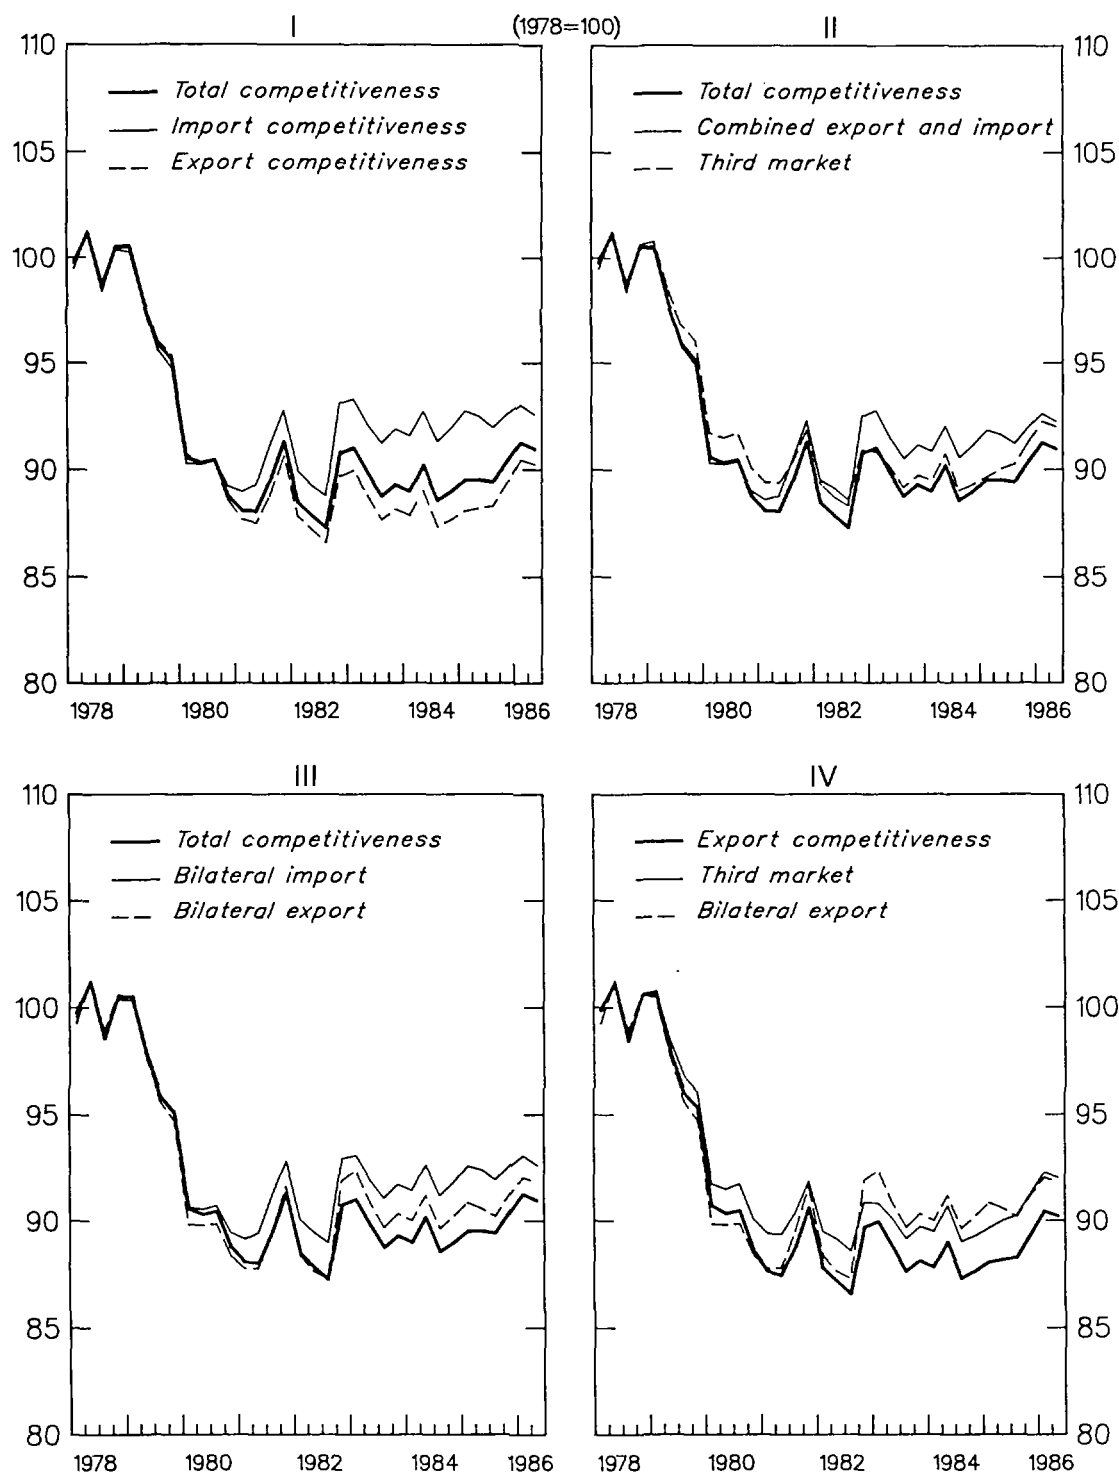 I (1978=100) II
110 110
Total competitiveness Total competitiveness
Import competitiveness Combined export and import
105 105
Export competitiveness Third market
100 100
95 95
90 90
85 85
80 80
1978 1980 1982 1984 1986 1978 1980 1982 1984 1986
III IV
110 110
Total competitiveness Export competitiveness
Bilateral import Third market
105 105
Bilateral export Bilateral export
100 100
95 95
90 90
85 85
80 80
1978 1980 1982 1984 1986 1978 1980 1982 1984 1986